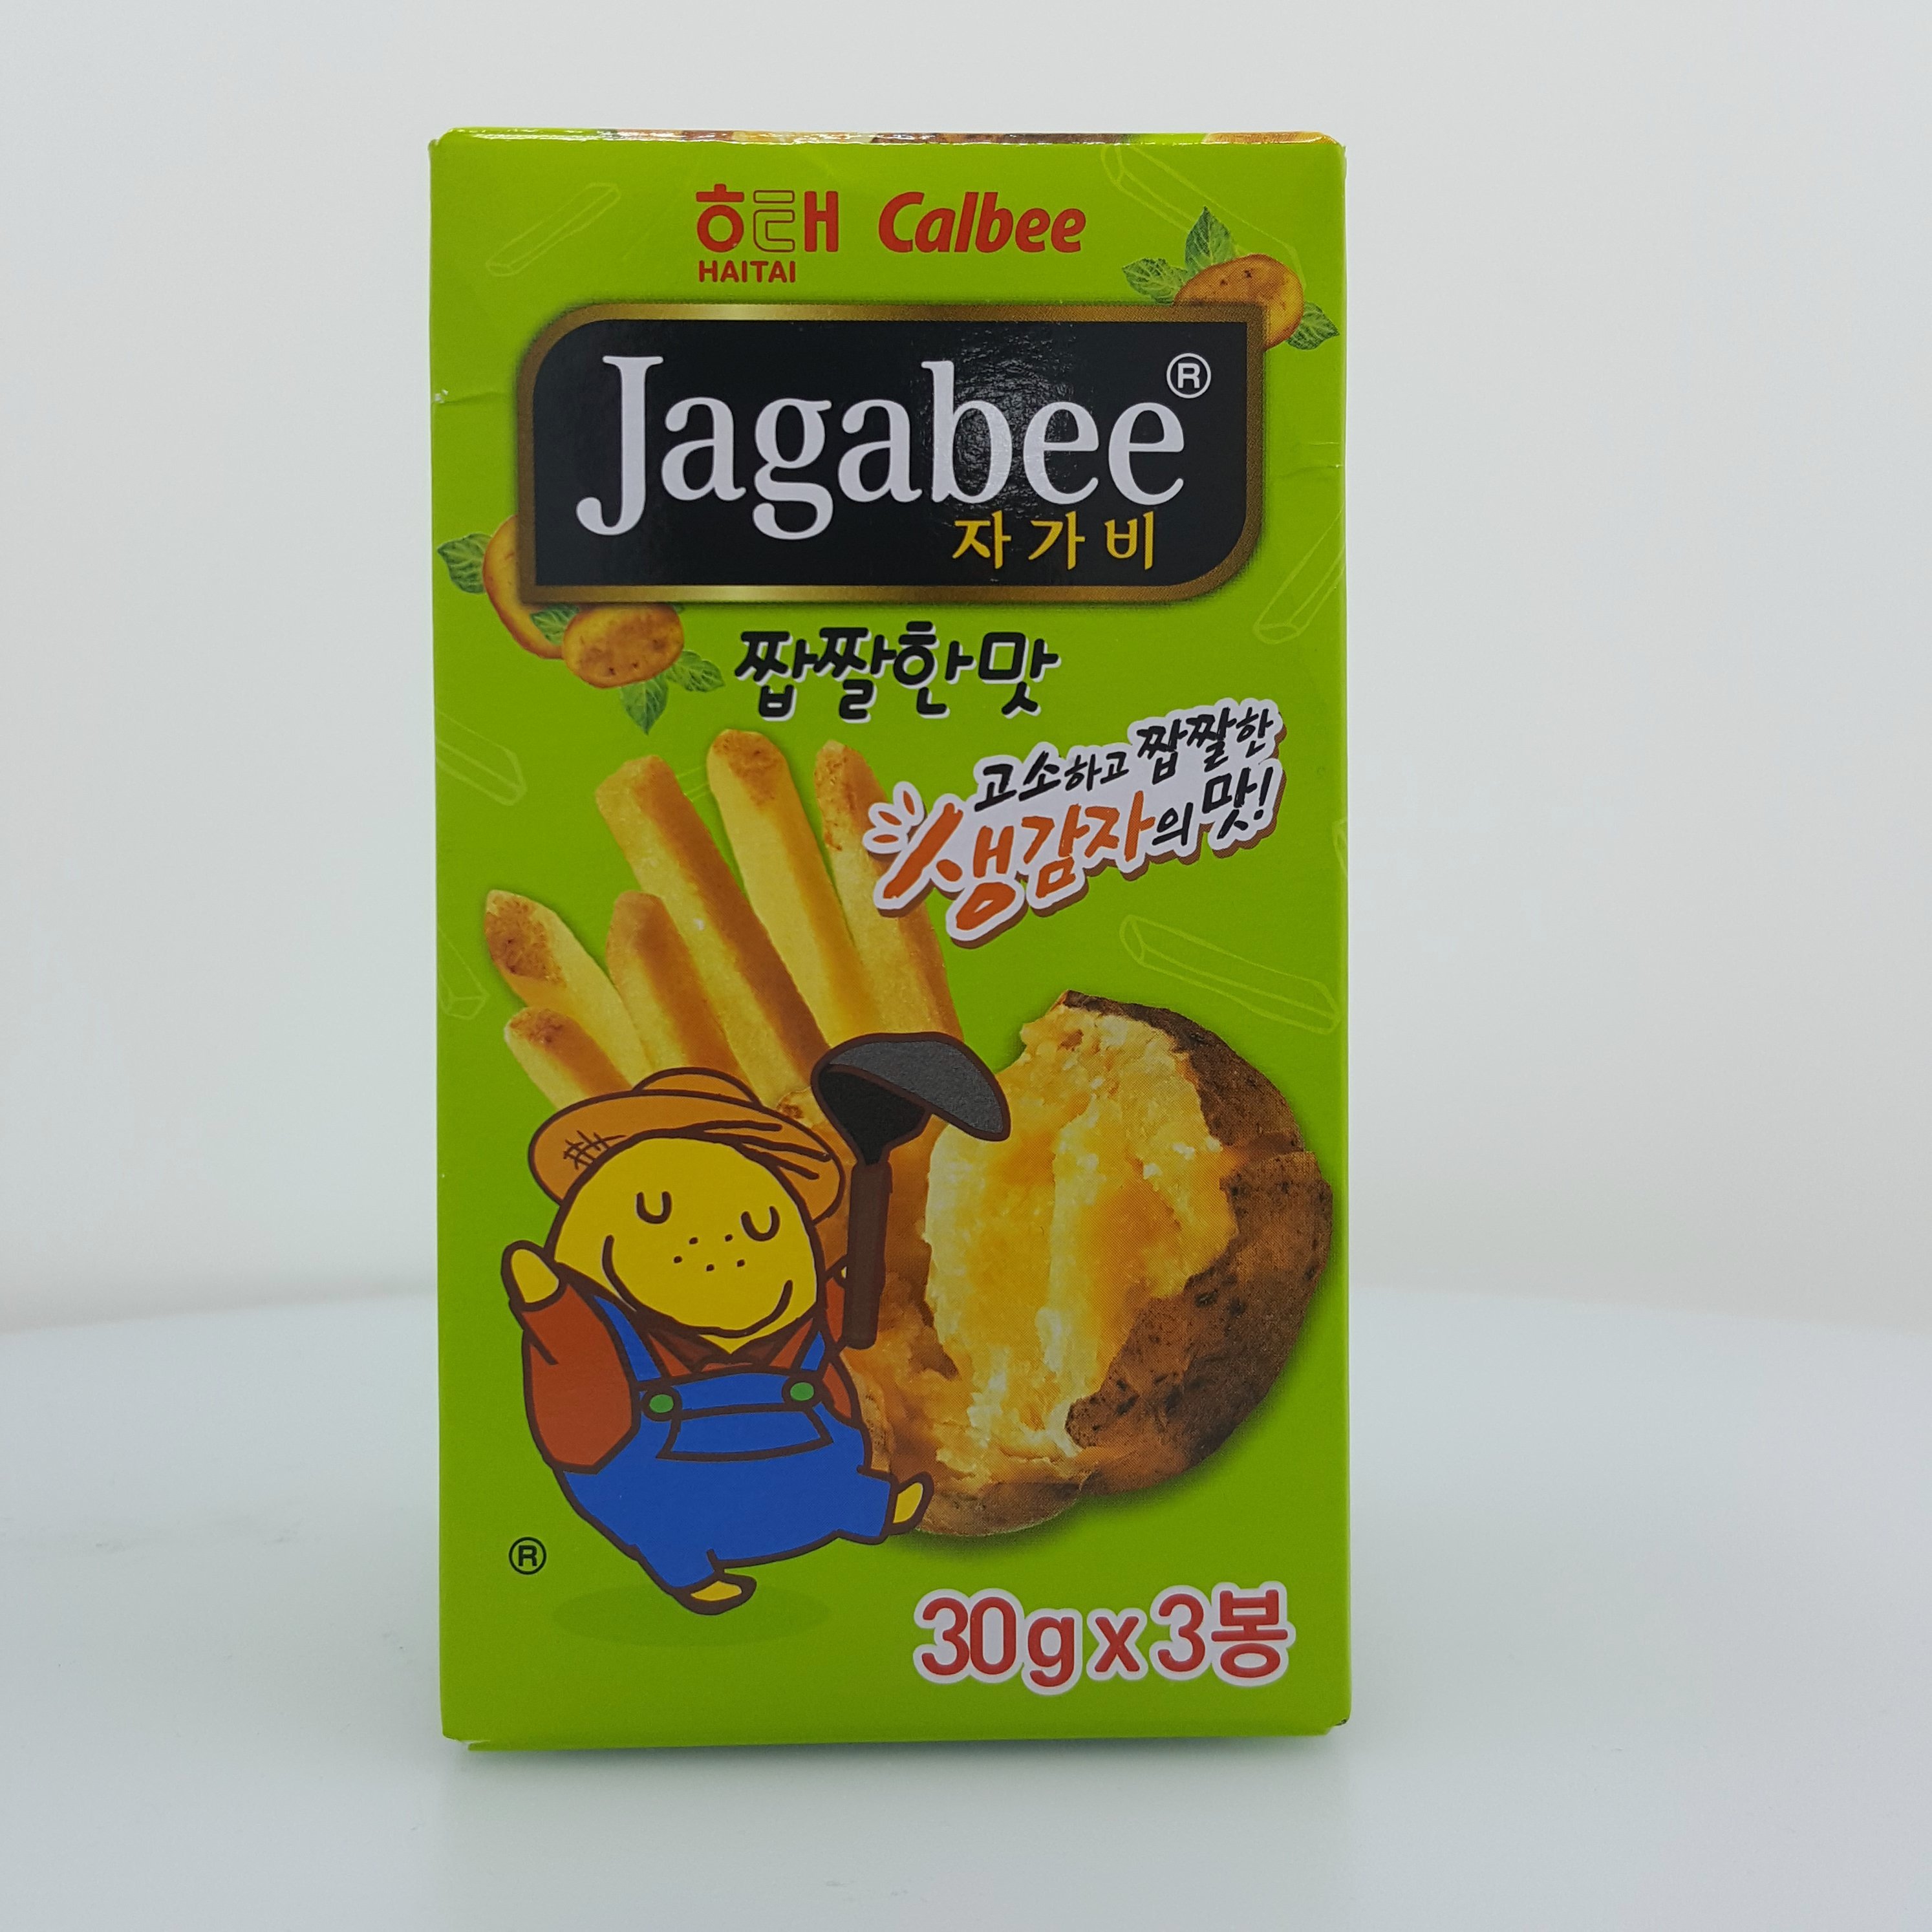 해태 Calbee
HAITAI
Jagabee®
자가비
짭짤한맛
고소하고 짭짤한
생감자의 맛!
®
30g x 3봉